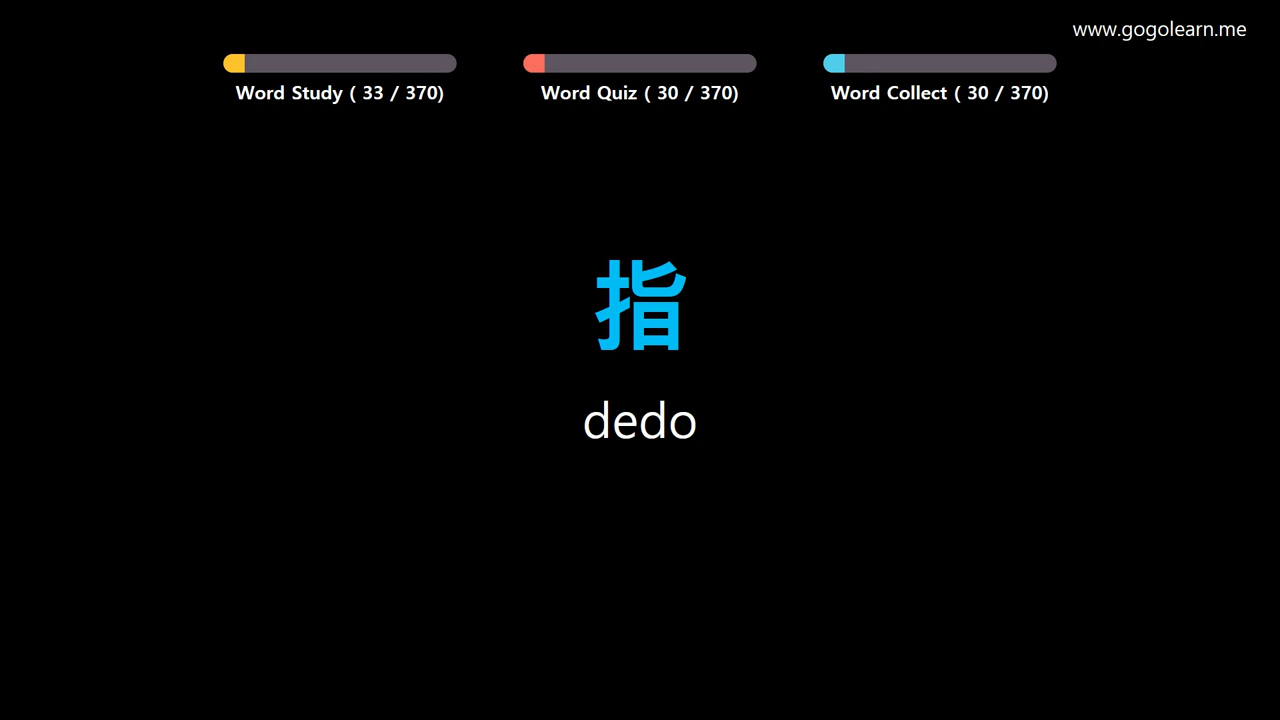 www.gogolearn.me
Word Study ( 33 / 370)
Word Quiz ( 30 / 370)
Word Collect ( 30 / 370)
指
dedo